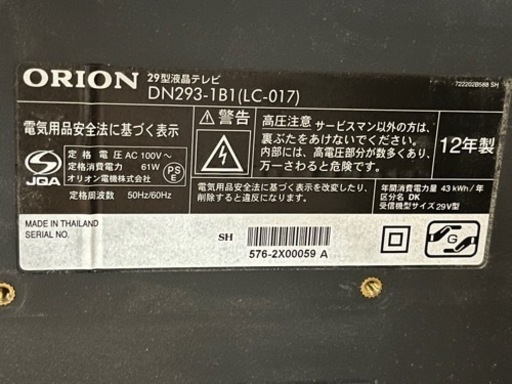 ORION
29型液晶テレビ
DN293-1B1(LC-017)
722202B588 SH
電気用品安全法に基づく表示
JQA
定格電圧 AC 100V～
定格消費電力 61W
オリオン電機株式会社
定格周波数 50Hz/60Hz
PS
E
警告
高圧注意 サービスマン以外の方は、
裏ぶたをあけないでください。
内部には、高電圧部分が数多くあり、
万一さわると危険です。
電気用品を改造したり、この表示を変更したり、
削除すると違反になります。
12年製
年間消費電力量 43 kWh/年
区分名 DK
受信機型サイズ 29V型
MADE IN THAILAND
SERIAL NO.
SH
576-2X00059 A
G